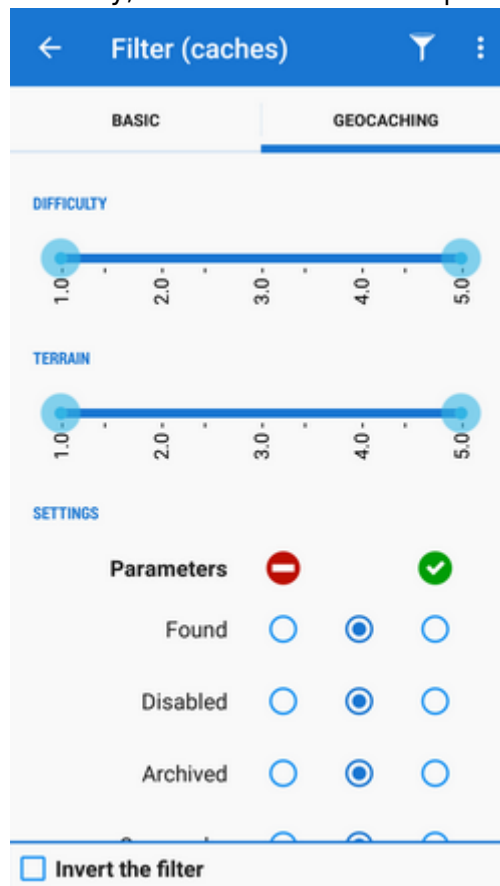 Filter (caches)
BASIC GEOCACHING
DIFFICULTY
1.0 2.0 3.0 4.0 5.0
TERRAIN
1.0 2.0 3.0 4.0 5.0
SETTINGS
Parameters
Found
Disabled
Archived
Invert the filter